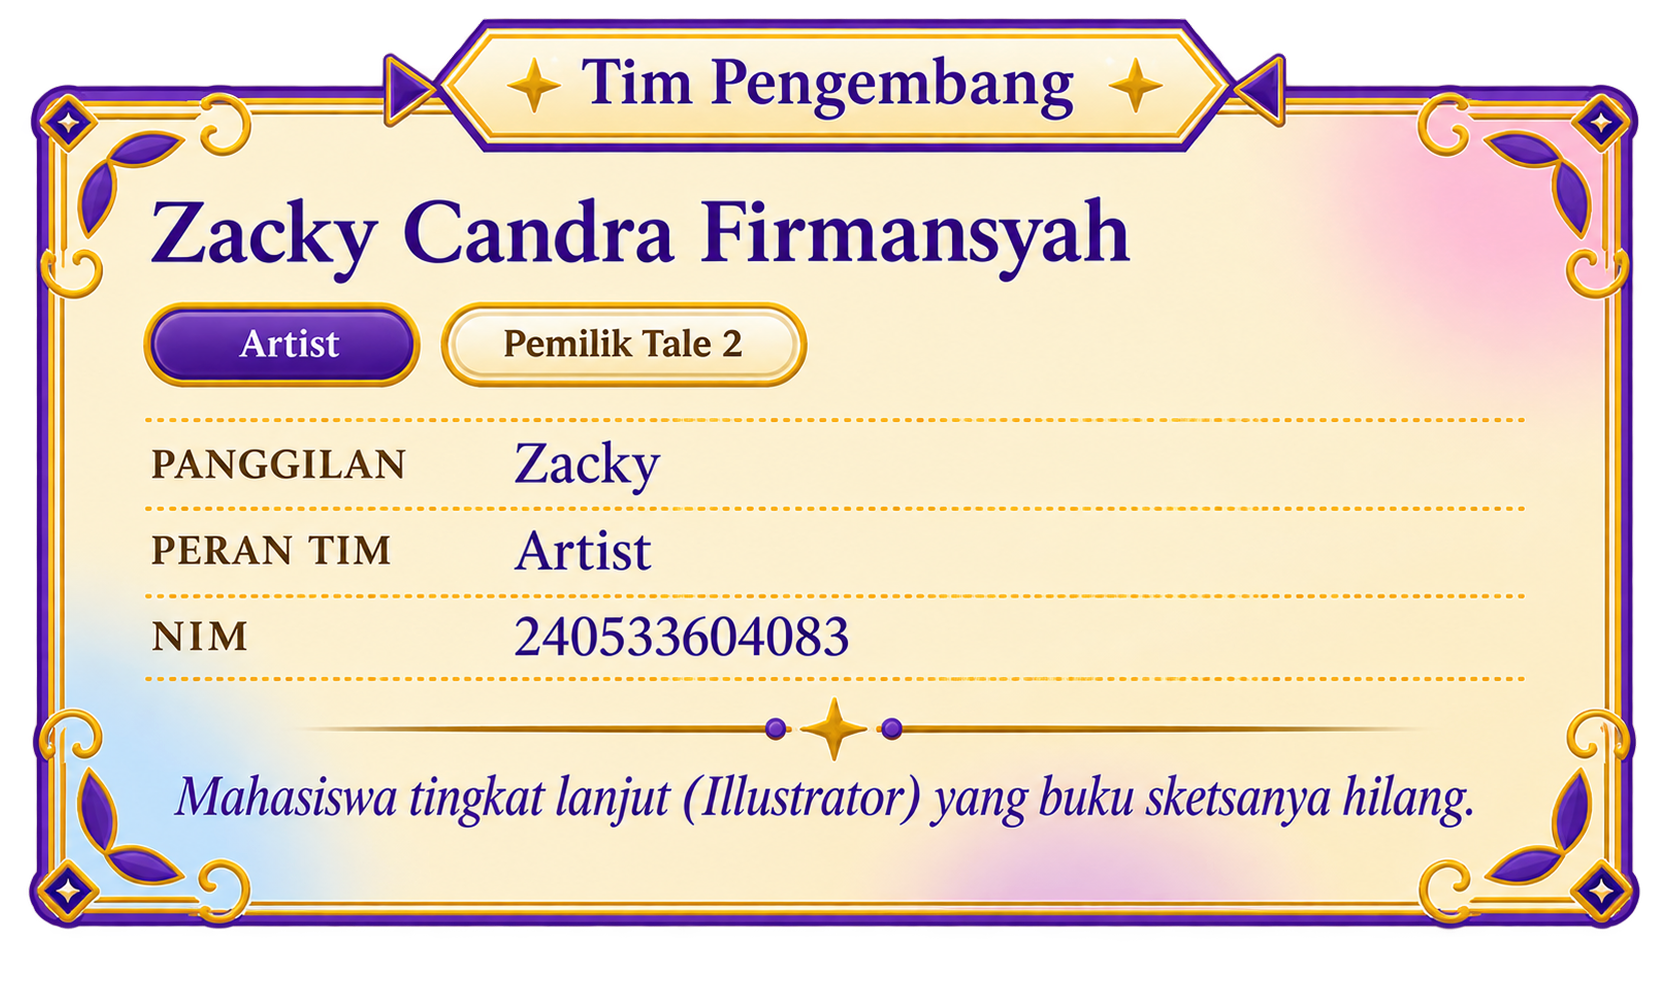 Tim Pengembang
Zacky Candra Firmansyah
Artist
Pemilik Tale 2
PANGGILAN Zacky
PERAN TIM Artist
NIM 240533604083
Mahasiswa tingkat lanjut (Illustrator) yang buku sketsanya hilang.